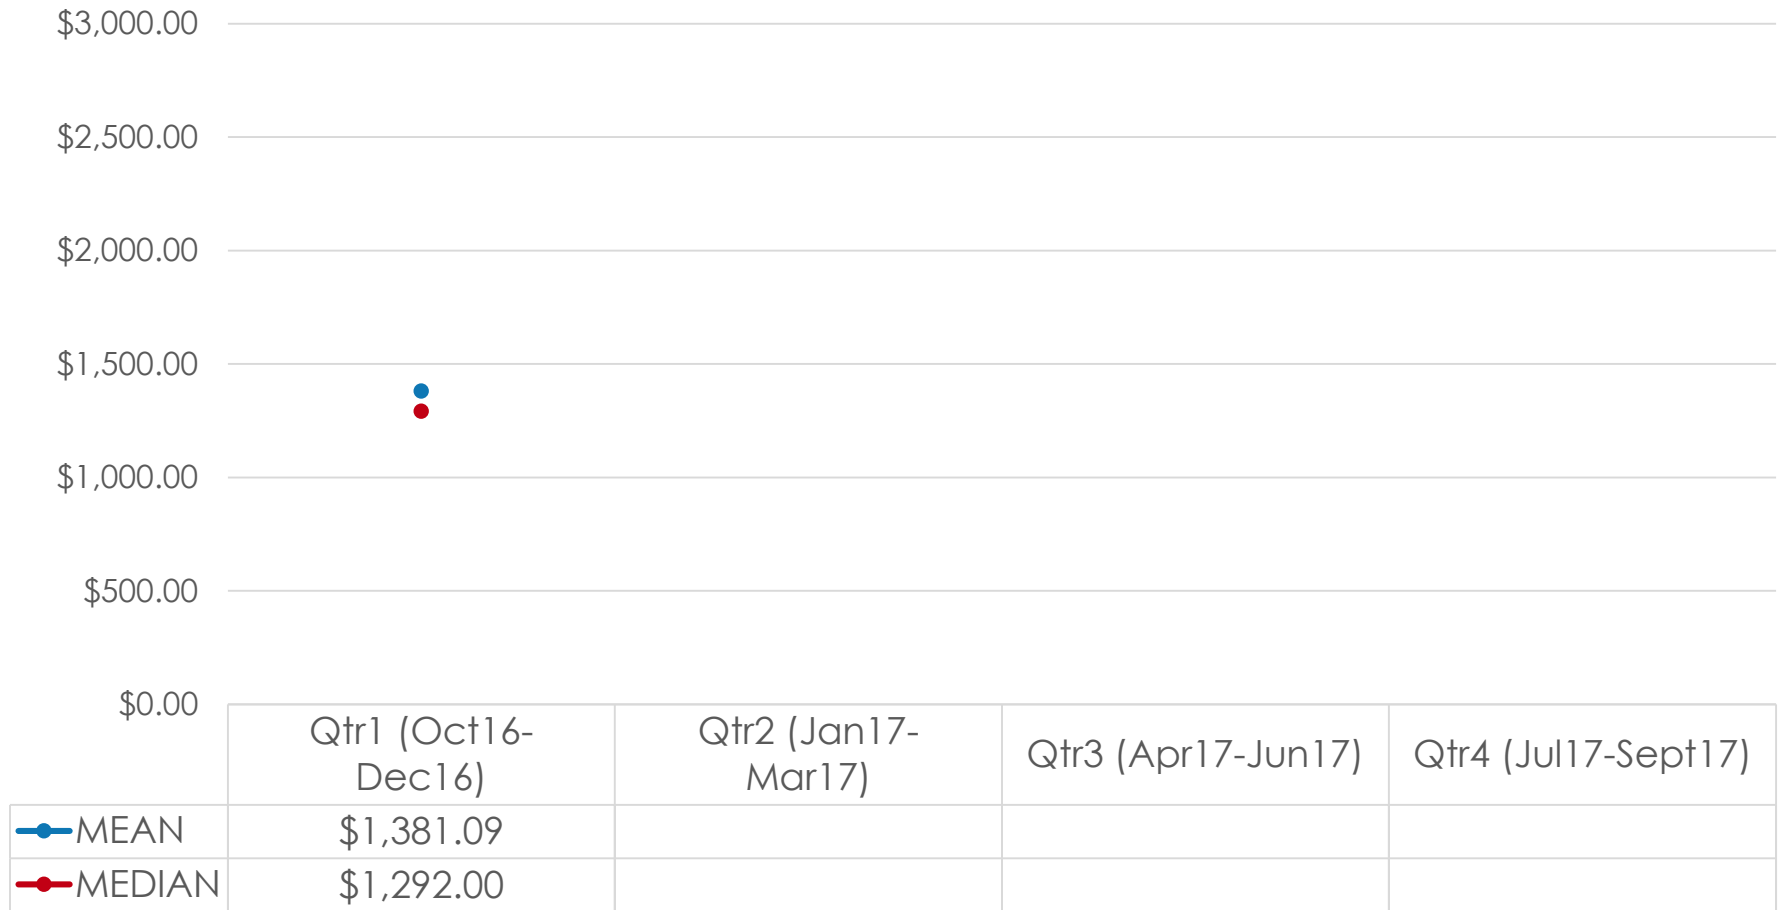 $3,000.00
$2,500.00
$2,000.00
$1,500.00
$1,000.00
$500.00
$0.00
Qtr1 (Oct16-
Dec16)
Qtr2 (Jan17-
Mar17)
Qtr3 (Apr17-Jun17)
Qtr4 (Jul17-Sept17)
MEAN $1,381.09
MEDIAN $1,292.00